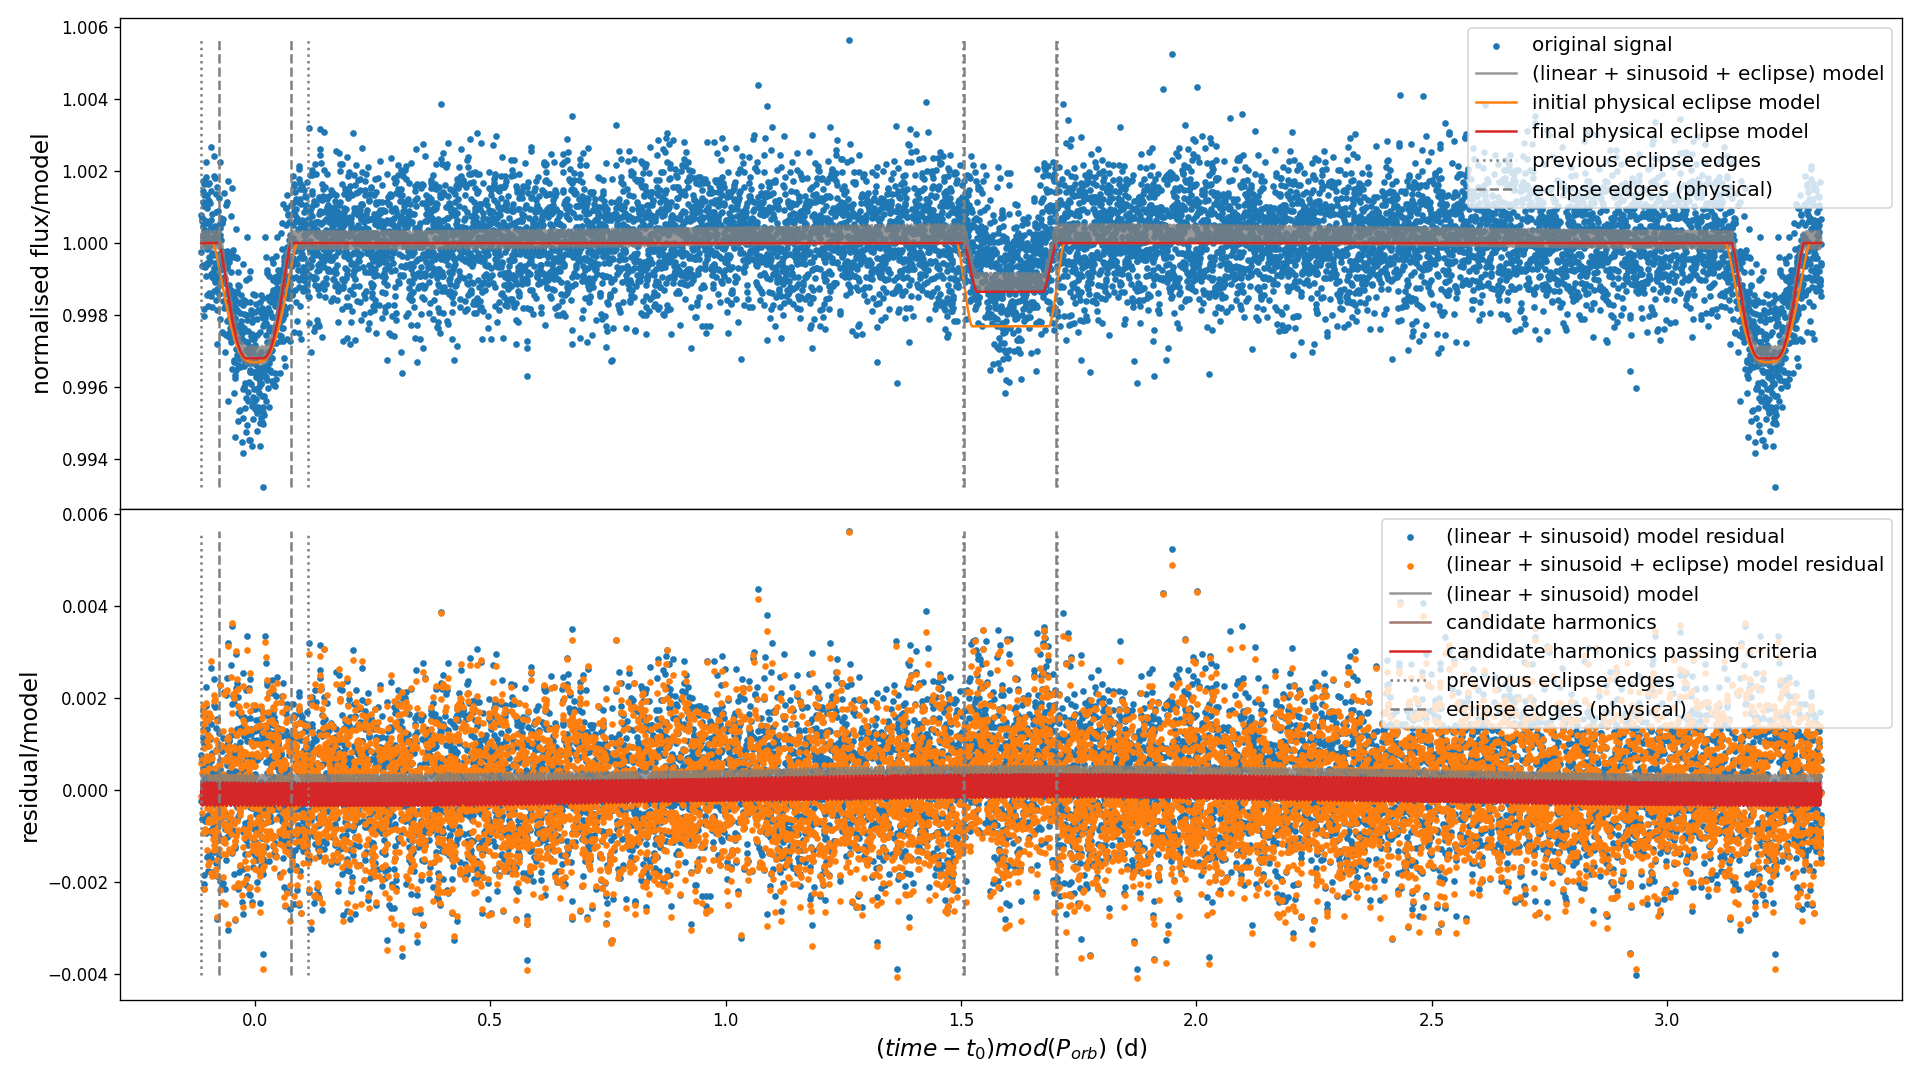 1.006
1.004
1.002
1.000
0.998
0.996
0.994
normalised flux/model
original signal
(linear + sinusoid + eclipse) model
initial physical eclipse model
final physical eclipse model
previous eclipse edges
eclipse edges (physical)
0.006
0.004
0.002
0.000
−0.002
−0.004
residual/model
(linear + sinusoid) model residual
(linear + sinusoid + eclipse) model residual
(linear + sinusoid) model
candidate harmonics
candidate harmonics passing criteria
previous eclipse edges
eclipse edges (physical)
0.0 0.5 1.0 1.5 2.0 2.5 3.0
(time − t₀)mod(P_orb) (d)